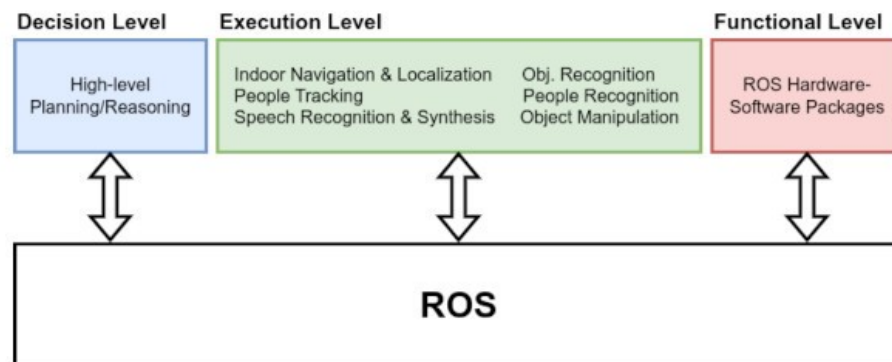 Decision Level
Execution Level
Functional Level
High-level
Planning/Reasoning
Indoor Navigation & Localization
People Tracking
Speech Recognition & Synthesis
Obj. Recognition
People Recognition
Object Manipulation
ROS Hardware-
Software Packages
ROS